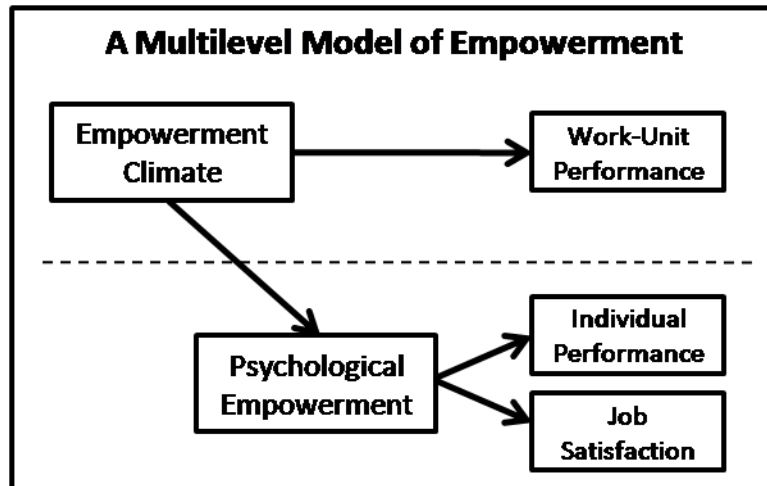 A Multilevel Model of Empowerment
Empowerment
Climate
Work-Unit
Performance
Psychological
Empowerment
Individual
Performance
Job
Satisfaction